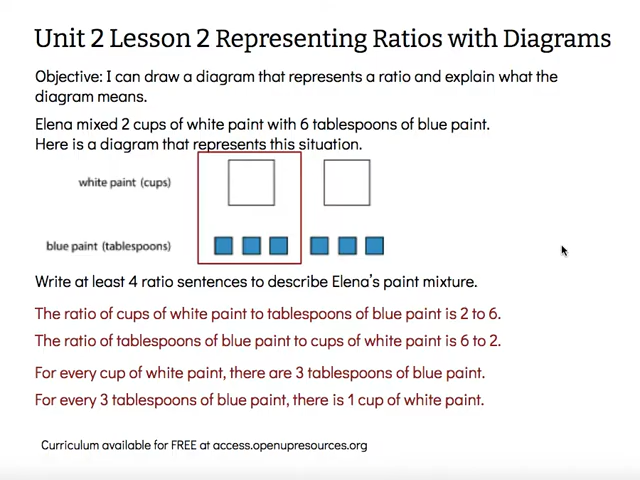 Unit 2 Lesson 2 Representing Ratios with Diagrams
Objective: I can draw a diagram that represents a ratio and explain what the
diagram means.
Elena mixed 2 cups of white paint with 6 tablespoons of blue paint.
Here is a diagram that represents this situation.
white paint (cups)
blue paint (tablespoons)
Write at least 4 ratio sentences to describe Elena's paint mixture.
The ratio of cups of white paint to tablespoons of blue paint is 2 to 6.
The ratio of tablespoons of blue paint to cups of white paint is 6 to 2.
For every cup of white paint, there are 3 tablespoons of blue paint.
For every 3 tablespoons of blue paint, there is 1 cup of white paint.
Curriculum available for FREE at access.openupresources.org